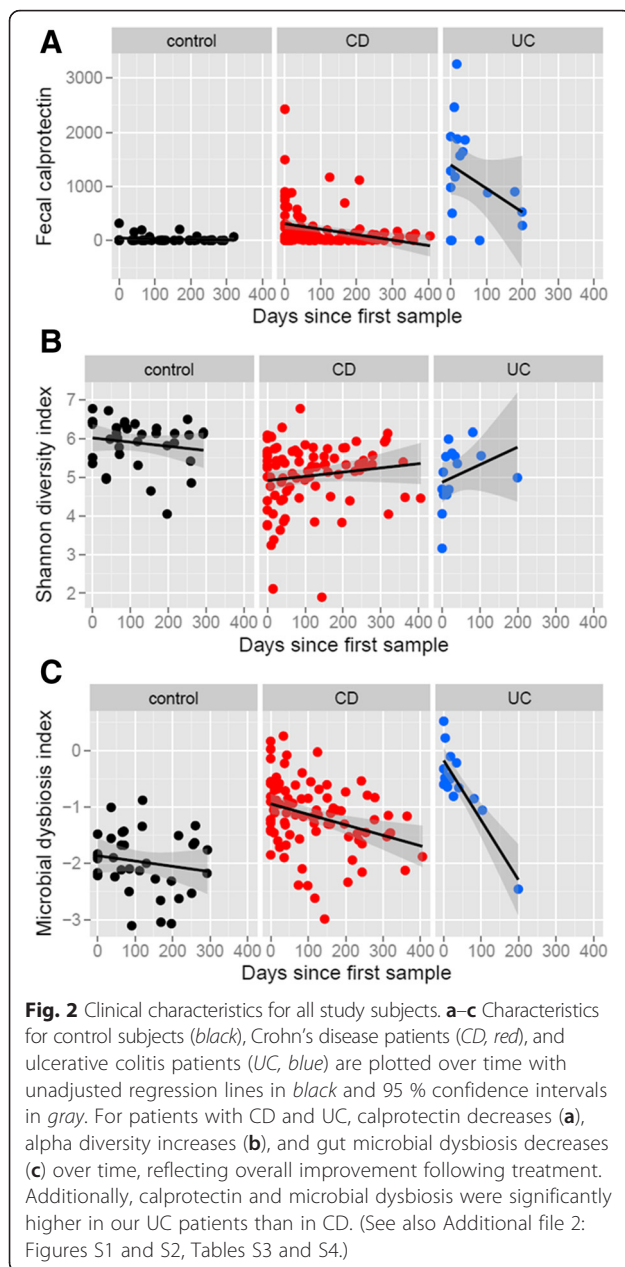 A
control CD UC
3000
2000
1000
0
Fecal calprotectin
0 100 200 300 400 0 100 200 300 400 0 100 200 300 400
Days since first sample
B
control CD UC
7
6
5
4
3
2
Shannon diversity index
0 100 200 300 400 0 100 200 300 400 0 200 400
Days since first sample
C
control CD UC
0
−1
−2
−3
Microbial dysbiosis index
0 100 200 300 400 0 100 200 300 400 0 100 200 300 400
Days since first sample
Fig. 2 Clinical characteristics for all study subjects. a–c Characteristics
for control subjects (black), Crohn's disease patients (CD, red), and
ulcerative colitis patients (UC, blue) are plotted over time with
unadjusted regression lines in black and 95 % confidence intervals
in gray. For patients with CD and UC, calprotectin decreases (a),
alpha diversity increases (b), and gut microbial dysbiosis decreases
(c) over time, reflecting overall improvement following treatment.
Additionally, calprotectin and microbial dysbiosis were significantly
higher in our UC patients than in CD. (See also Additional file 2:
Figures S1 and S2, Tables S3 and S4.)